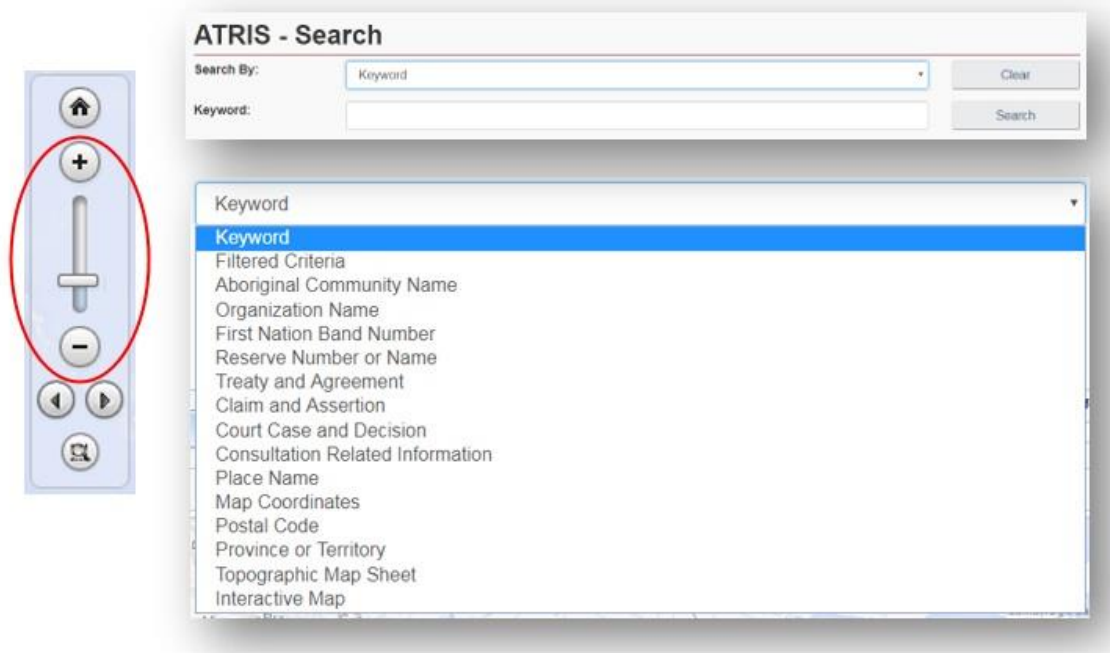 ATRIS - Search
Search By:
Keyword
Clear
Keyword:
Search
Keyword
Keyword
Filtered Criteria
Aboriginal Community Name
Organization Name
First Nation Band Number
Reserve Number or Name
Treaty and Agreement
Claim and Assertion
Court Case and Decision
Consultation Related Information
Place Name
Map Coordinates
Postal Code
Province or Territory
Topographic Map Sheet
Interactive Map